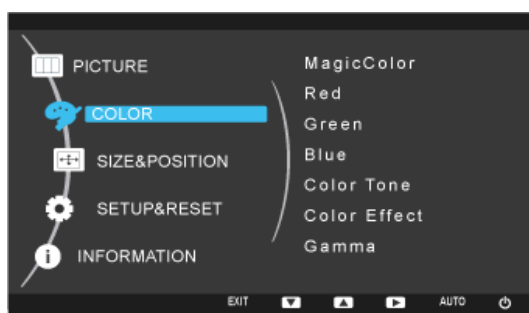 PICTURE
COLOR
SIZE&POSITION
SETUP&RESET
INFORMATION
MagicColor
Red
Green
Blue
Color Tone
Color Effect
Gamma
EXIT AUTO